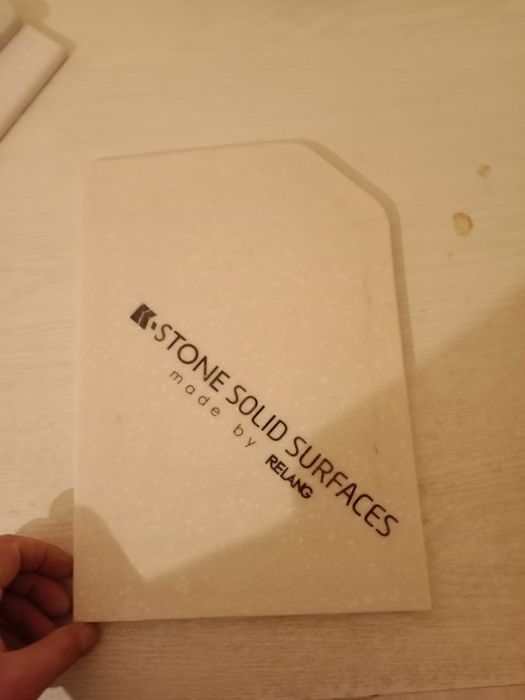 K-STONE SOLID SURFACES
made by
RELANG